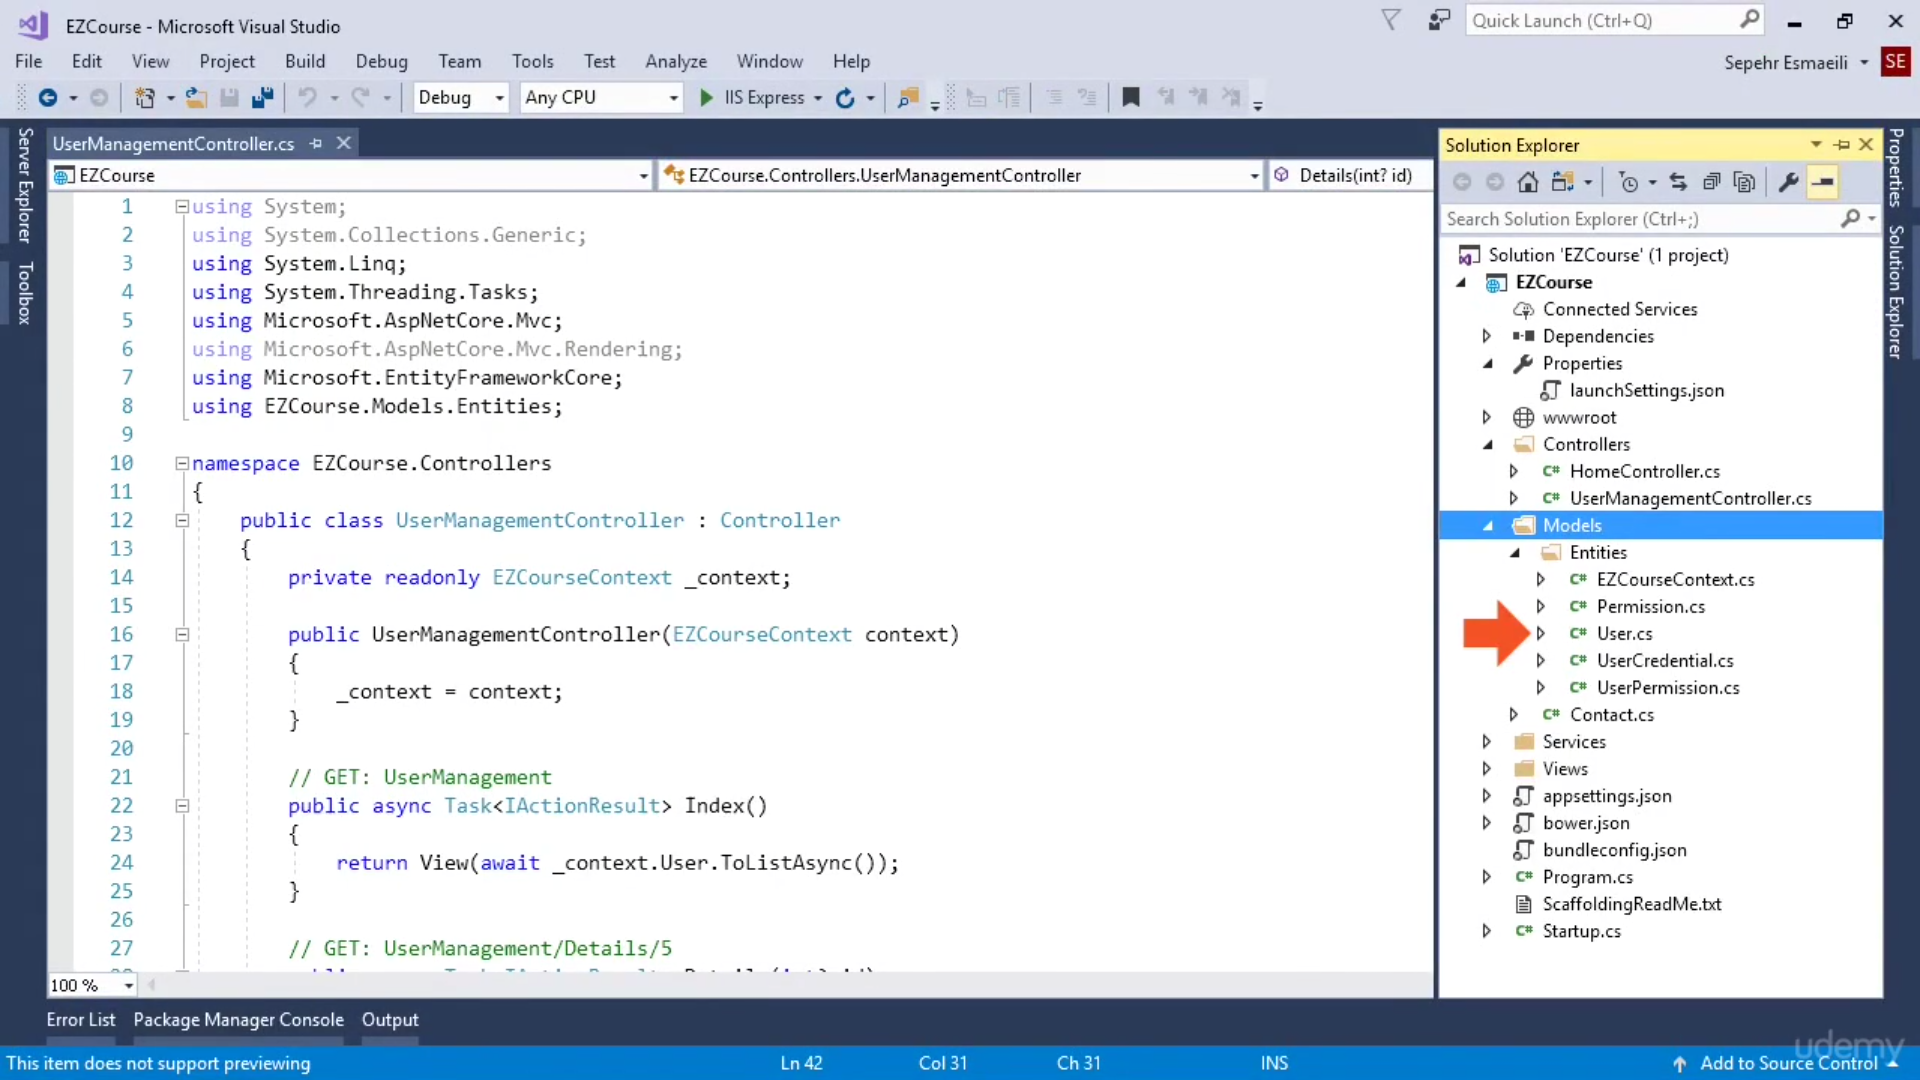 EZCourse - Microsoft Visual Studio
Quick Launch (Ctrl+Q)
File Edit View Project Build Debug Team Tools Test Analyze Window Help
Sepehr Esmaeili SE
Debug Any CPU IIS Express
Server Explorer
Toolbox
UserManagementController.cs
EZCourse EZCourse.Controllers.UserManagementController Details(int? id)
1 using System;
2 using System.Collections.Generic;
3 using System.Linq;
4 using System.Threading.Tasks;
5 using Microsoft.AspNetCore.Mvc;
6 using Microsoft.AspNetCore.Mvc.Rendering;
7 using Microsoft.EntityFrameworkCore;
8 using EZCourse.Models.Entities;
9
10 namespace EZCourse.Controllers
11 {
12 public class UserManagementController : Controller
13 {
14 private readonly EZCourseContext _context;
15
16 public UserManagementController(EZCourseContext context)
17 {
18 _context = context;
19 }
20
21 // GET: UserManagement
22 public async Task<IActionResult> Index()
23 {
24 return View(await _context.User.ToListAsync());
25 }
26
27 // GET: UserManagement/Details/5
100 %
Solution Explorer
Search Solution Explorer (Ctrl+;)
Solution 'EZCourse' (1 project)
EZCourse
Connected Services
Dependencies
Properties
launchSettings.json
wwwroot
Controllers
C# HomeController.cs
C# UserManagementController.cs
Models
Entities
C# EZCourseContext.cs
C# Permission.cs
C# User.cs
C# UserCredential.cs
C# UserPermission.cs
C# Contact.cs
Services
Views
appsettings.json
bower.json
bundleconfig.json
C# Program.cs
ScaffoldingReadMe.txt
C# Startup.cs
Properties
Solution Explorer
Error List Package Manager Console Output
This item does not support previewing Ln 42 Col 31 Ch 31 INS Add to Source Control
udemy